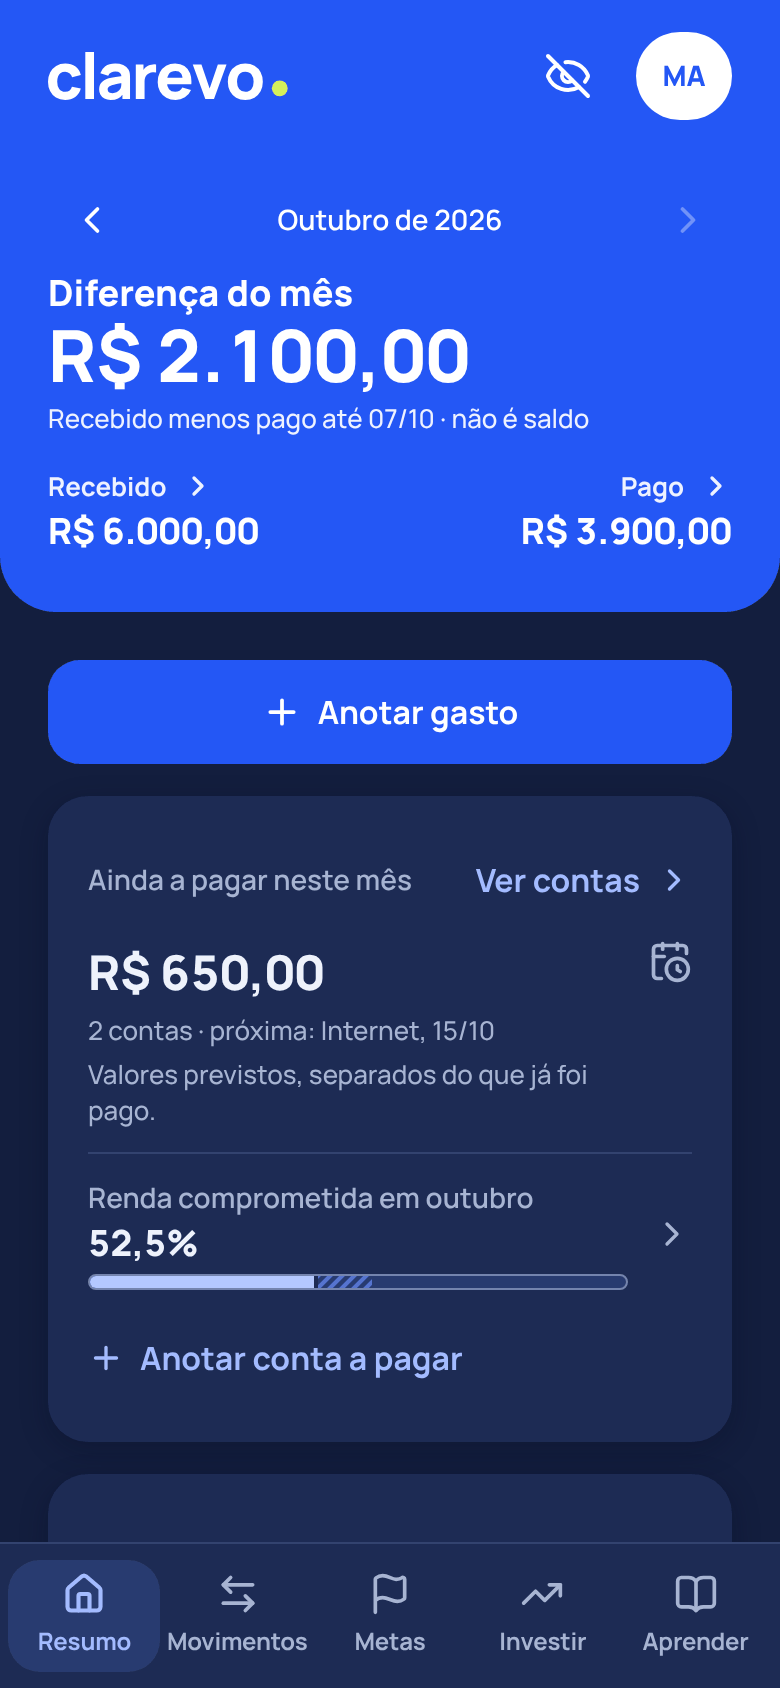 clarevo.
MA
Outubro de 2026
Diferença do mês
R$ 2.100,00
Recebido menos pago até 07/10 · não é saldo
Recebido
Pago
R$ 6.000,00
R$ 3.900,00
Anotar gasto
Ainda a pagar neste mês
Ver contas
R$ 650,00
2 contas · próxima: Internet, 15/10
Valores previstos, separados do que já foi
pago.
Renda comprometida em outubro
52,5%
Anotar conta a pagar
Resumo
Movimentos
Metas
Investir
Aprender